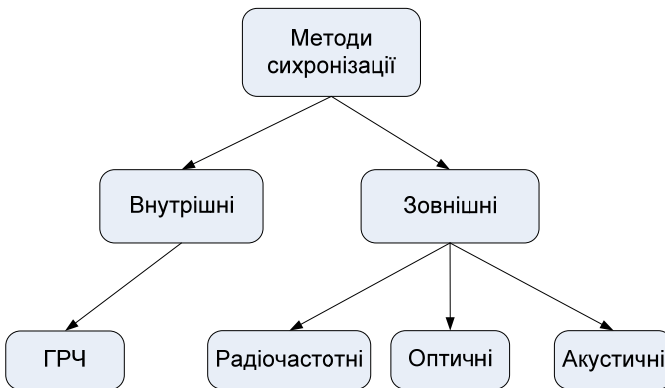 Методи
сихронізації
Внутрішні
Зовнішні
ГРЧ
Радіочастотні
Оптичні
Акустичні